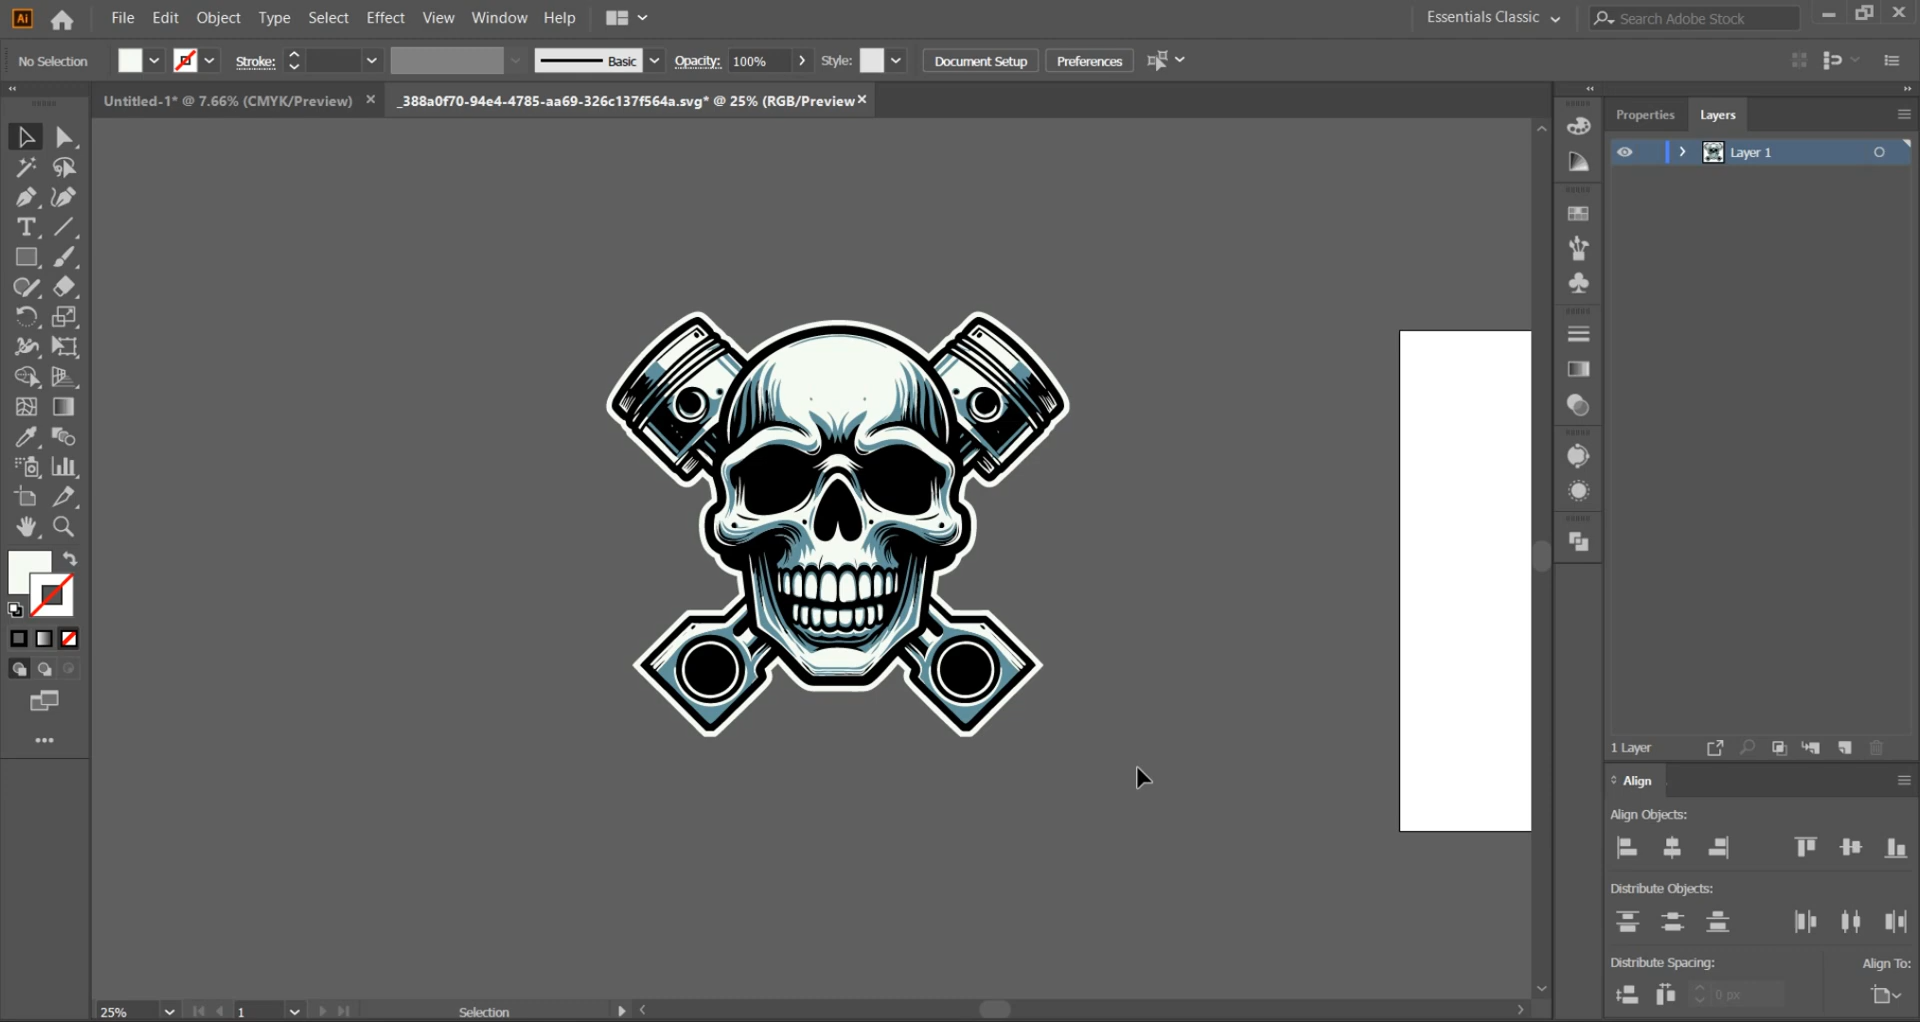 Ai File Edit Object Type Select Effect View Window Help Essentials Classic Search Adobe Stock
No Selection Stroke: Basic Opacity: 100% Style: Document Setup Preferences
Untitled-1* @ 7.66% (CMYK/Preview) _388a0f70-94e4-4785-aa69-326c137f564a.svg* @ 25% (RGB/Preview
Properties Layers
Layer 1
1 Layer
Align
Align Objects:
Distribute Objects:
Distribute Spacing: Align To:
0 px
25% 1 Selection